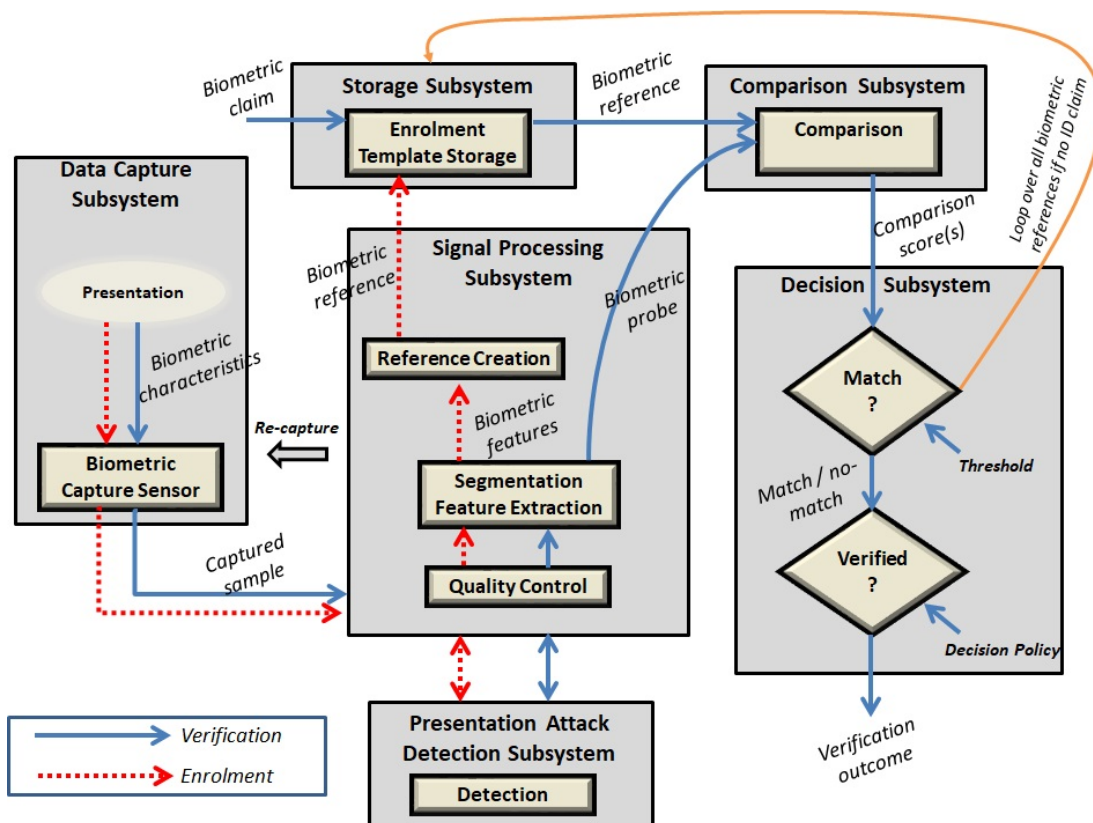 Biometric
claim
Storage Subsystem
Enrolment
Template Storage
Biometric
reference
Comparison Subsystem
Comparison
Loop over all biometric
references if no ID claim
Data Capture
Subsystem
Presentation
Biometric
characteristics
Biometric
Capture Sensor
Re-capture
Captured
sample
Biometric
reference
Signal Processing
Subsystem
Reference Creation
Biometric
features
Segmentation
Feature Extraction
Quality Control
Biometric
probe
Comparison
score(s)
Decision Subsystem
Match
?
Threshold
Match / no-
match
Verified
?
Decision Policy
Verification
outcome
Presentation Attack
Detection Subsystem
Detection
Verification
Enrolment